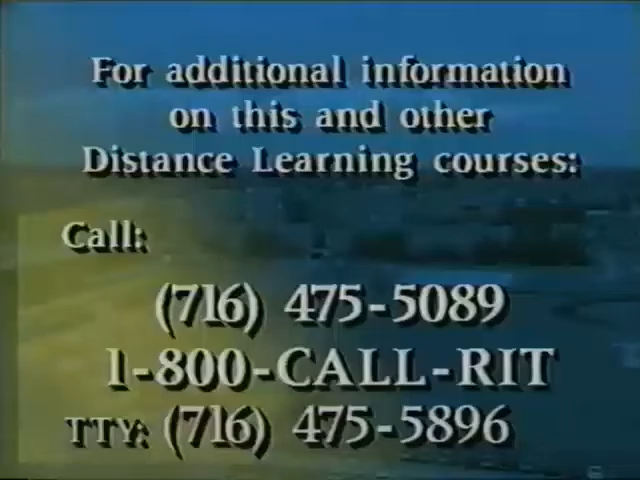 For additional information
on this and other
Distance Learning courses:
Call:
(716) 475-5089
1-800-CALL-RIT
TTY: (716) 475-5896